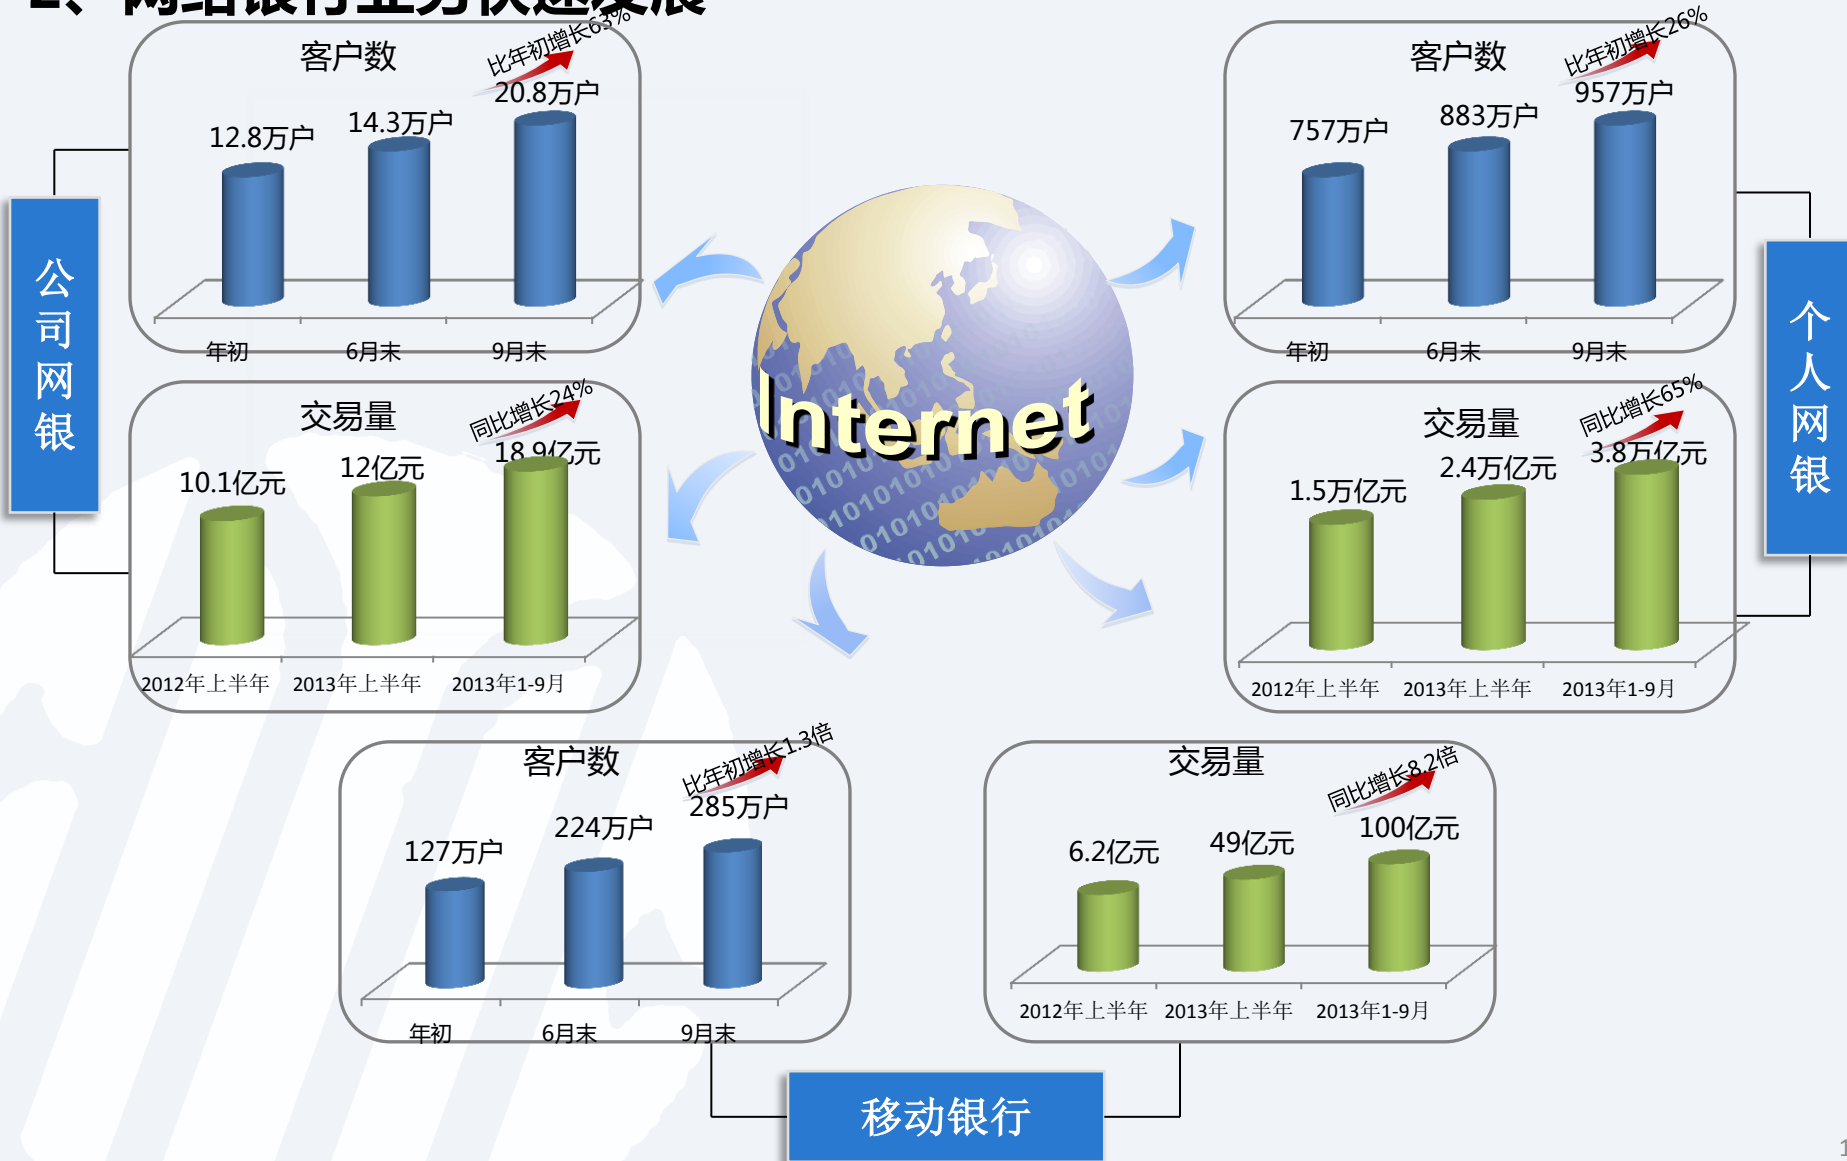 2、网络银行业务快速发展
客户数
比年初增长63%
12.8万户
14.3万户
20.8万户
年初
6月末
9月末
交易量
同比增长24%
10.1亿元
12亿元
18.9亿元
2012年上半年
2013年上半年
2013年1-9月
公司网银
Internet
客户数
比年初增长26%
757万户
883万户
957万户
年初
6月末
9月末
交易量
同比增长65%
1.5万亿元
2.4万亿元
3.8万亿元
2012年上半年
2013年上半年
2013年1-9月
个人网银
客户数
比年初增长1.3倍
127万户
224万户
285万户
年初
6月末
9月末
交易量
同比增长8.2倍
6.2亿元
49亿元
100亿元
2012年上半年
2013年上半年
2013年1-9月
移动银行